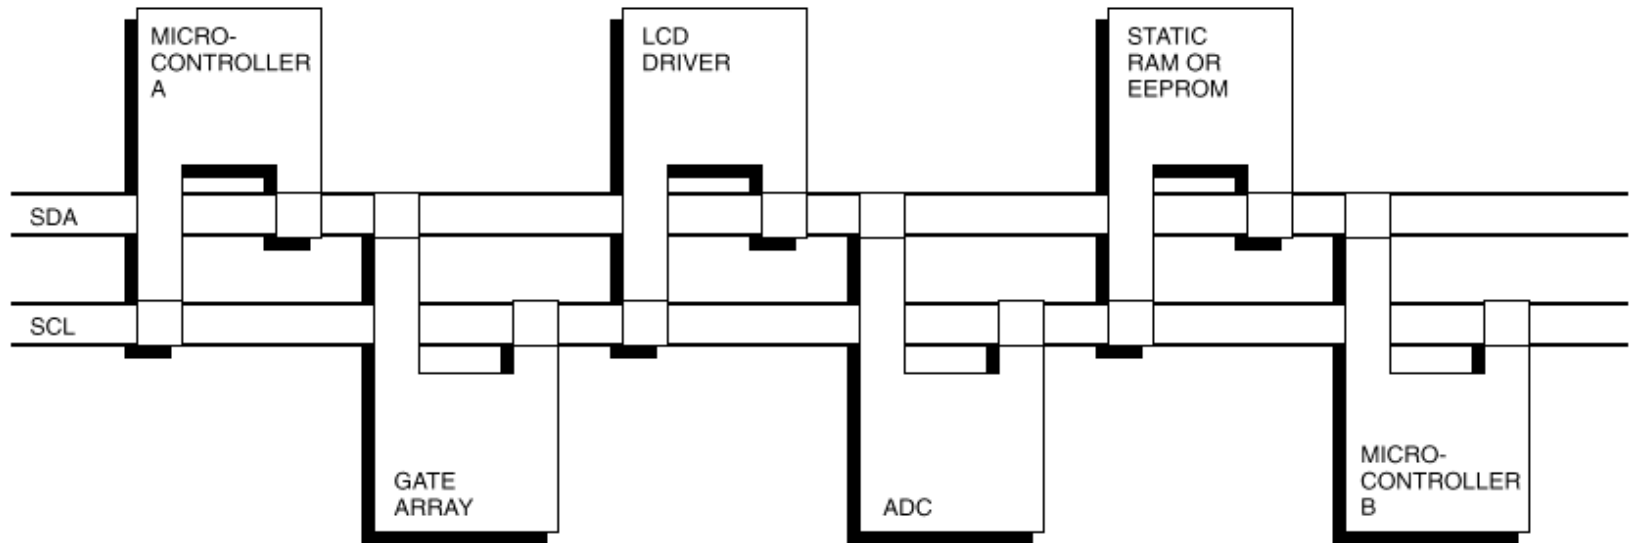 MICRO-
CONTROLLER
A
LCD
DRIVER
STATIC
RAM OR
EEPROM
SDA
SCL
GATE
ARRAY
ADC
MICRO-
CONTROLLER
B